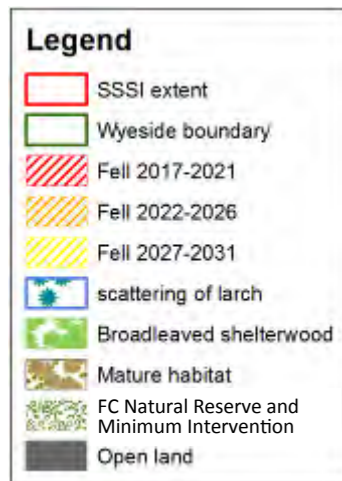 Legend
SSSI extent
Wyeside boundary
Fell 2017-2021
Fell 2022-2026
Fell 2027-2031
scattering of larch
Broadleaved shelterwood
Mature habitat
FC Natural Reserve and
Minimum Intervention
Open land